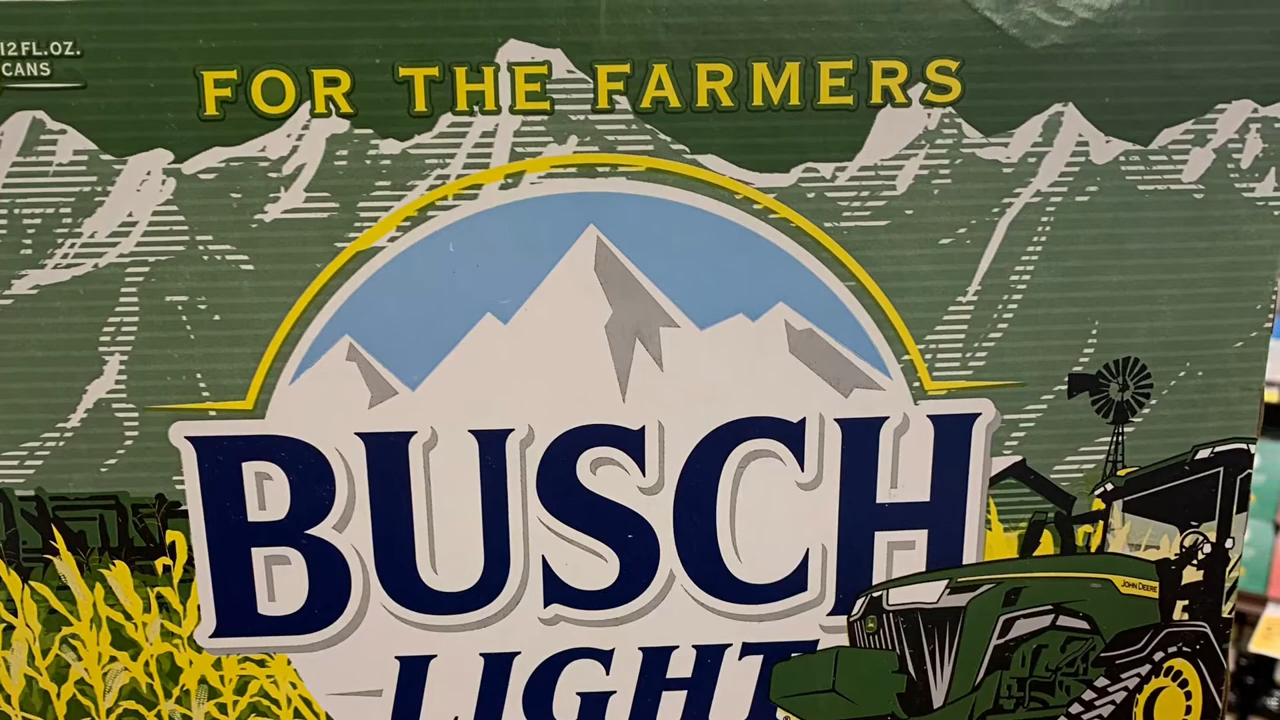 12 FL.OZ.
CANS
FOR THE FARMERS
BUSCH
LIGHT
JOHN DEERE